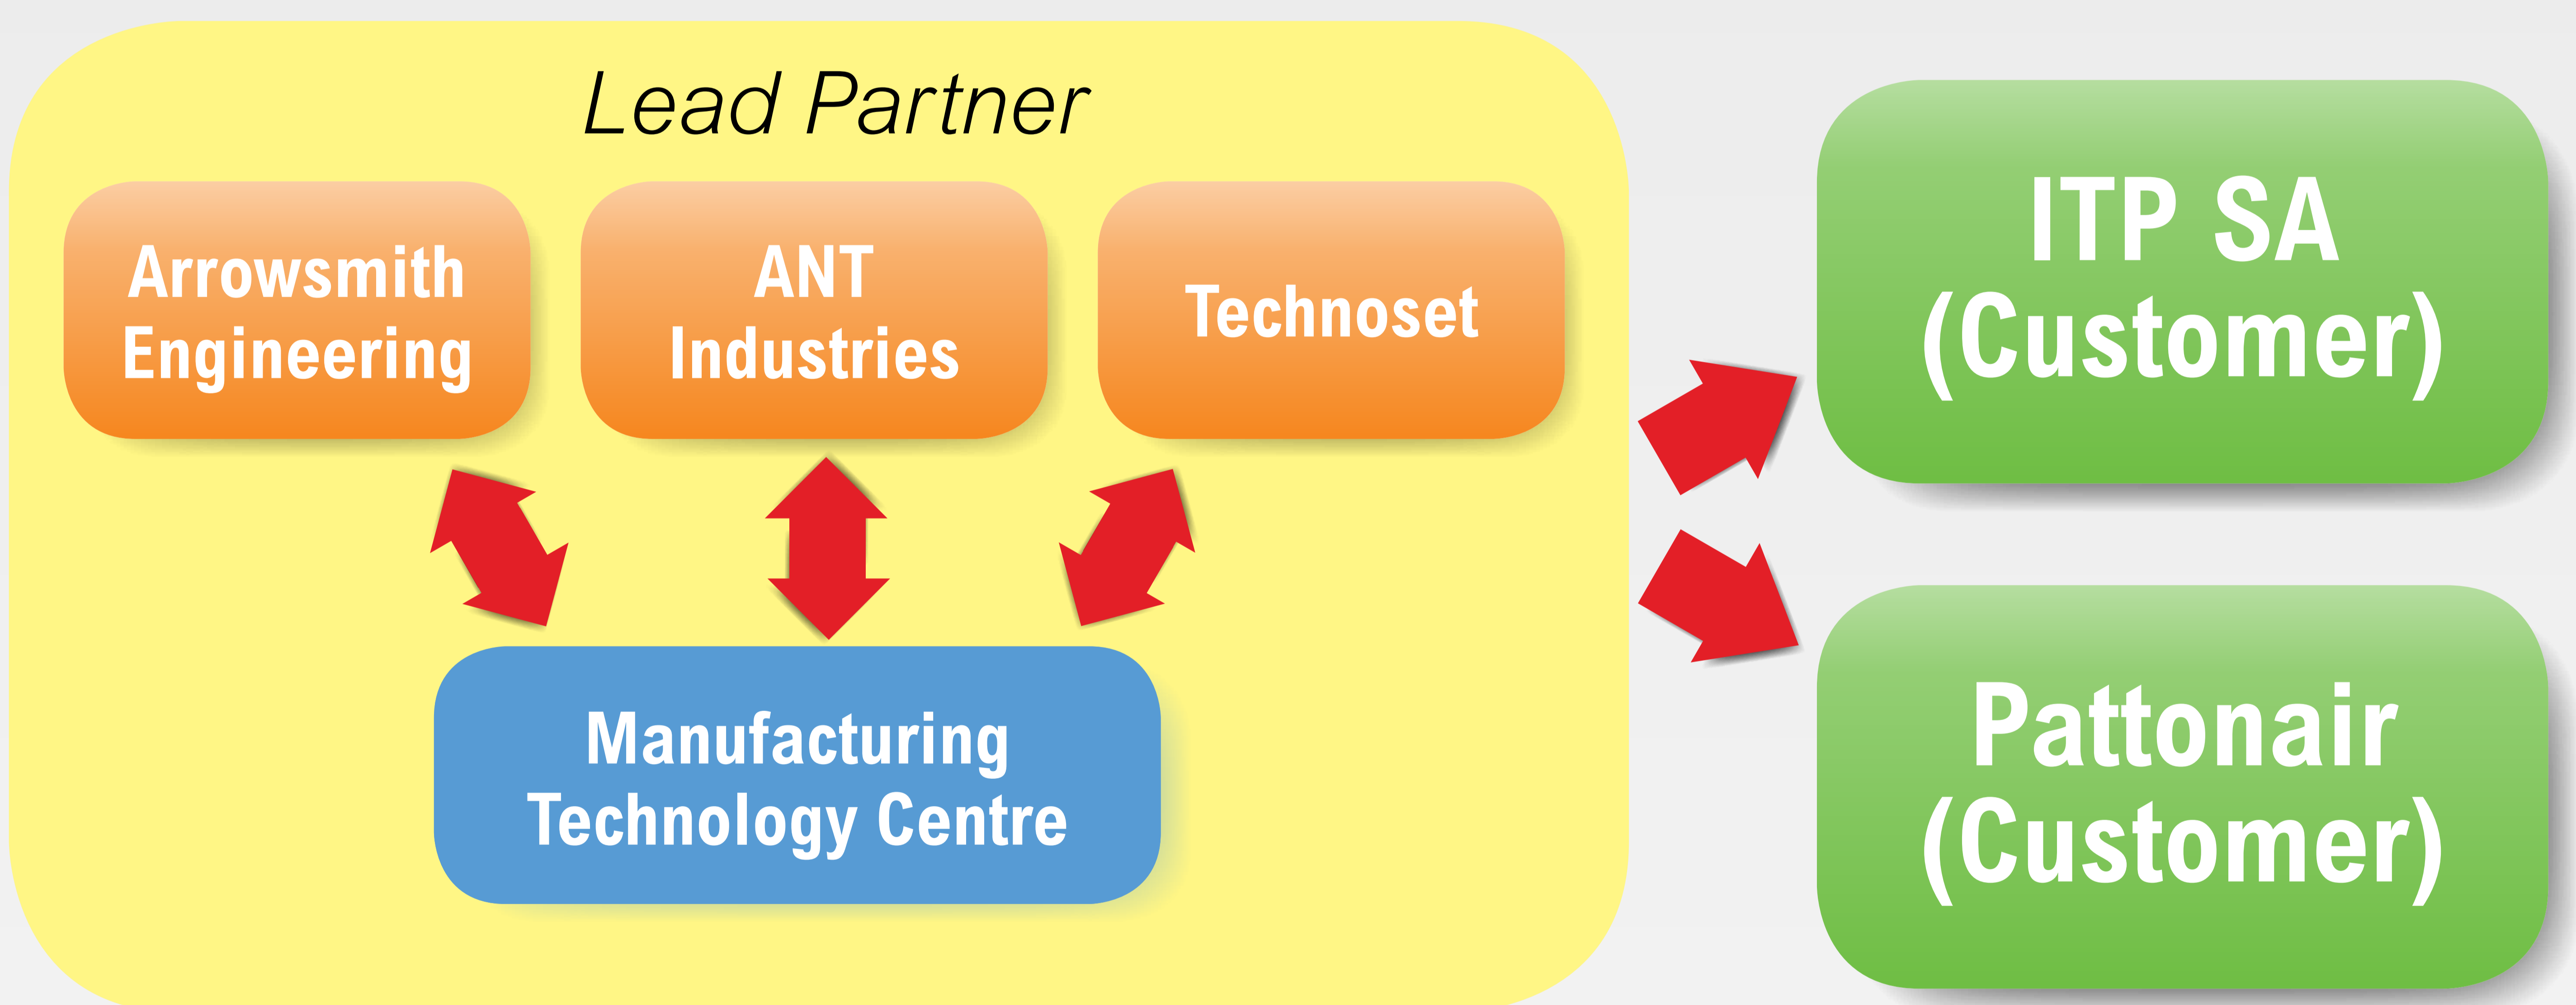 Lead Partner
Arrowsmith
Engineering
ANT
Industries
Technoset
Manufacturing
Technology Centre
ITP SA
(Customer)
Pattonair
(Customer)